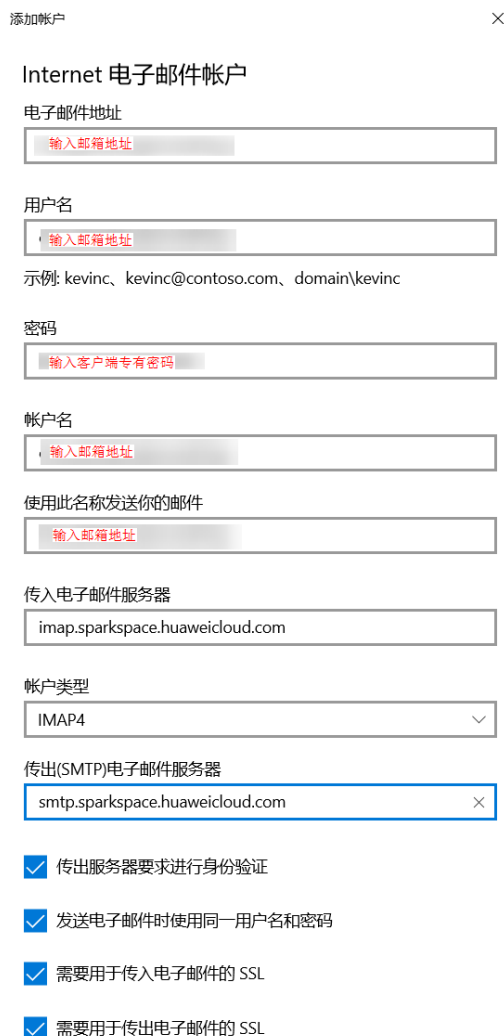 添加帐户
Internet 电子邮件帐户
电子邮件地址
输入邮箱地址
用户名
输入邮箱地址
示例: kevinc、kevinc@contoso.com、domain\kevinc
密码
输入客户端专有密码
帐户名
输入邮箱地址
使用此名称发送你的邮件
输入邮箱地址
传入电子邮件服务器
imap.sparkspace.huaweicloud.com
帐户类型
IMAP4
传出(SMTP)电子邮件服务器
smtp.sparkspace.huaweicloud.com
传出服务器要求进行身份验证
发送电子邮件时使用同一用户名和密码
需要用于传入电子邮件的 SSL
需要用于传出电子邮件的 SSL